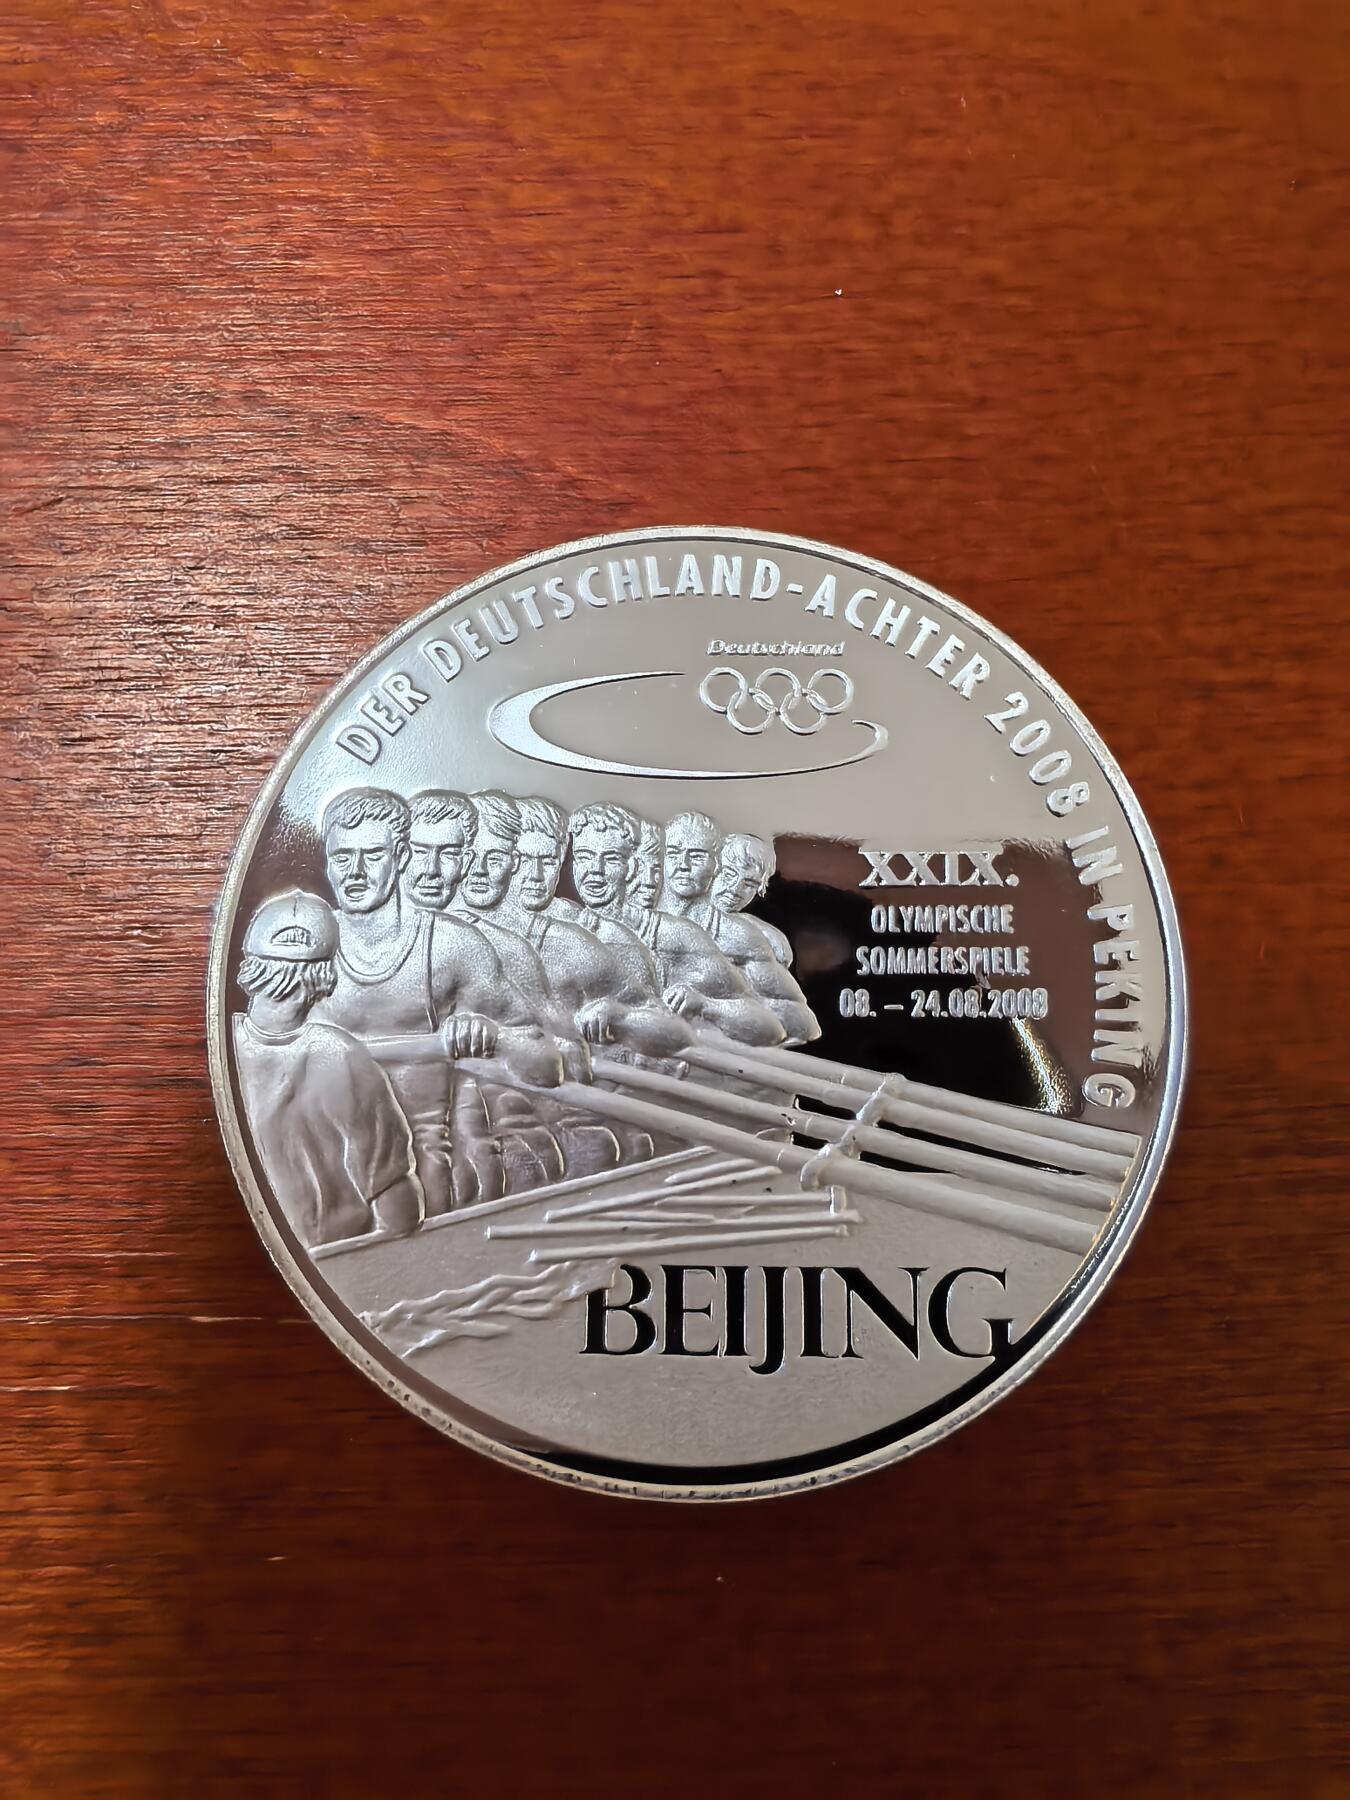 DER DEUTSCHLAND-ACHTER 2008 IN PEKING
Deutschland
XXIX.
OLYMPISCHE
SOMMERSPIELE
08. – 24.08.2008
BEIJING